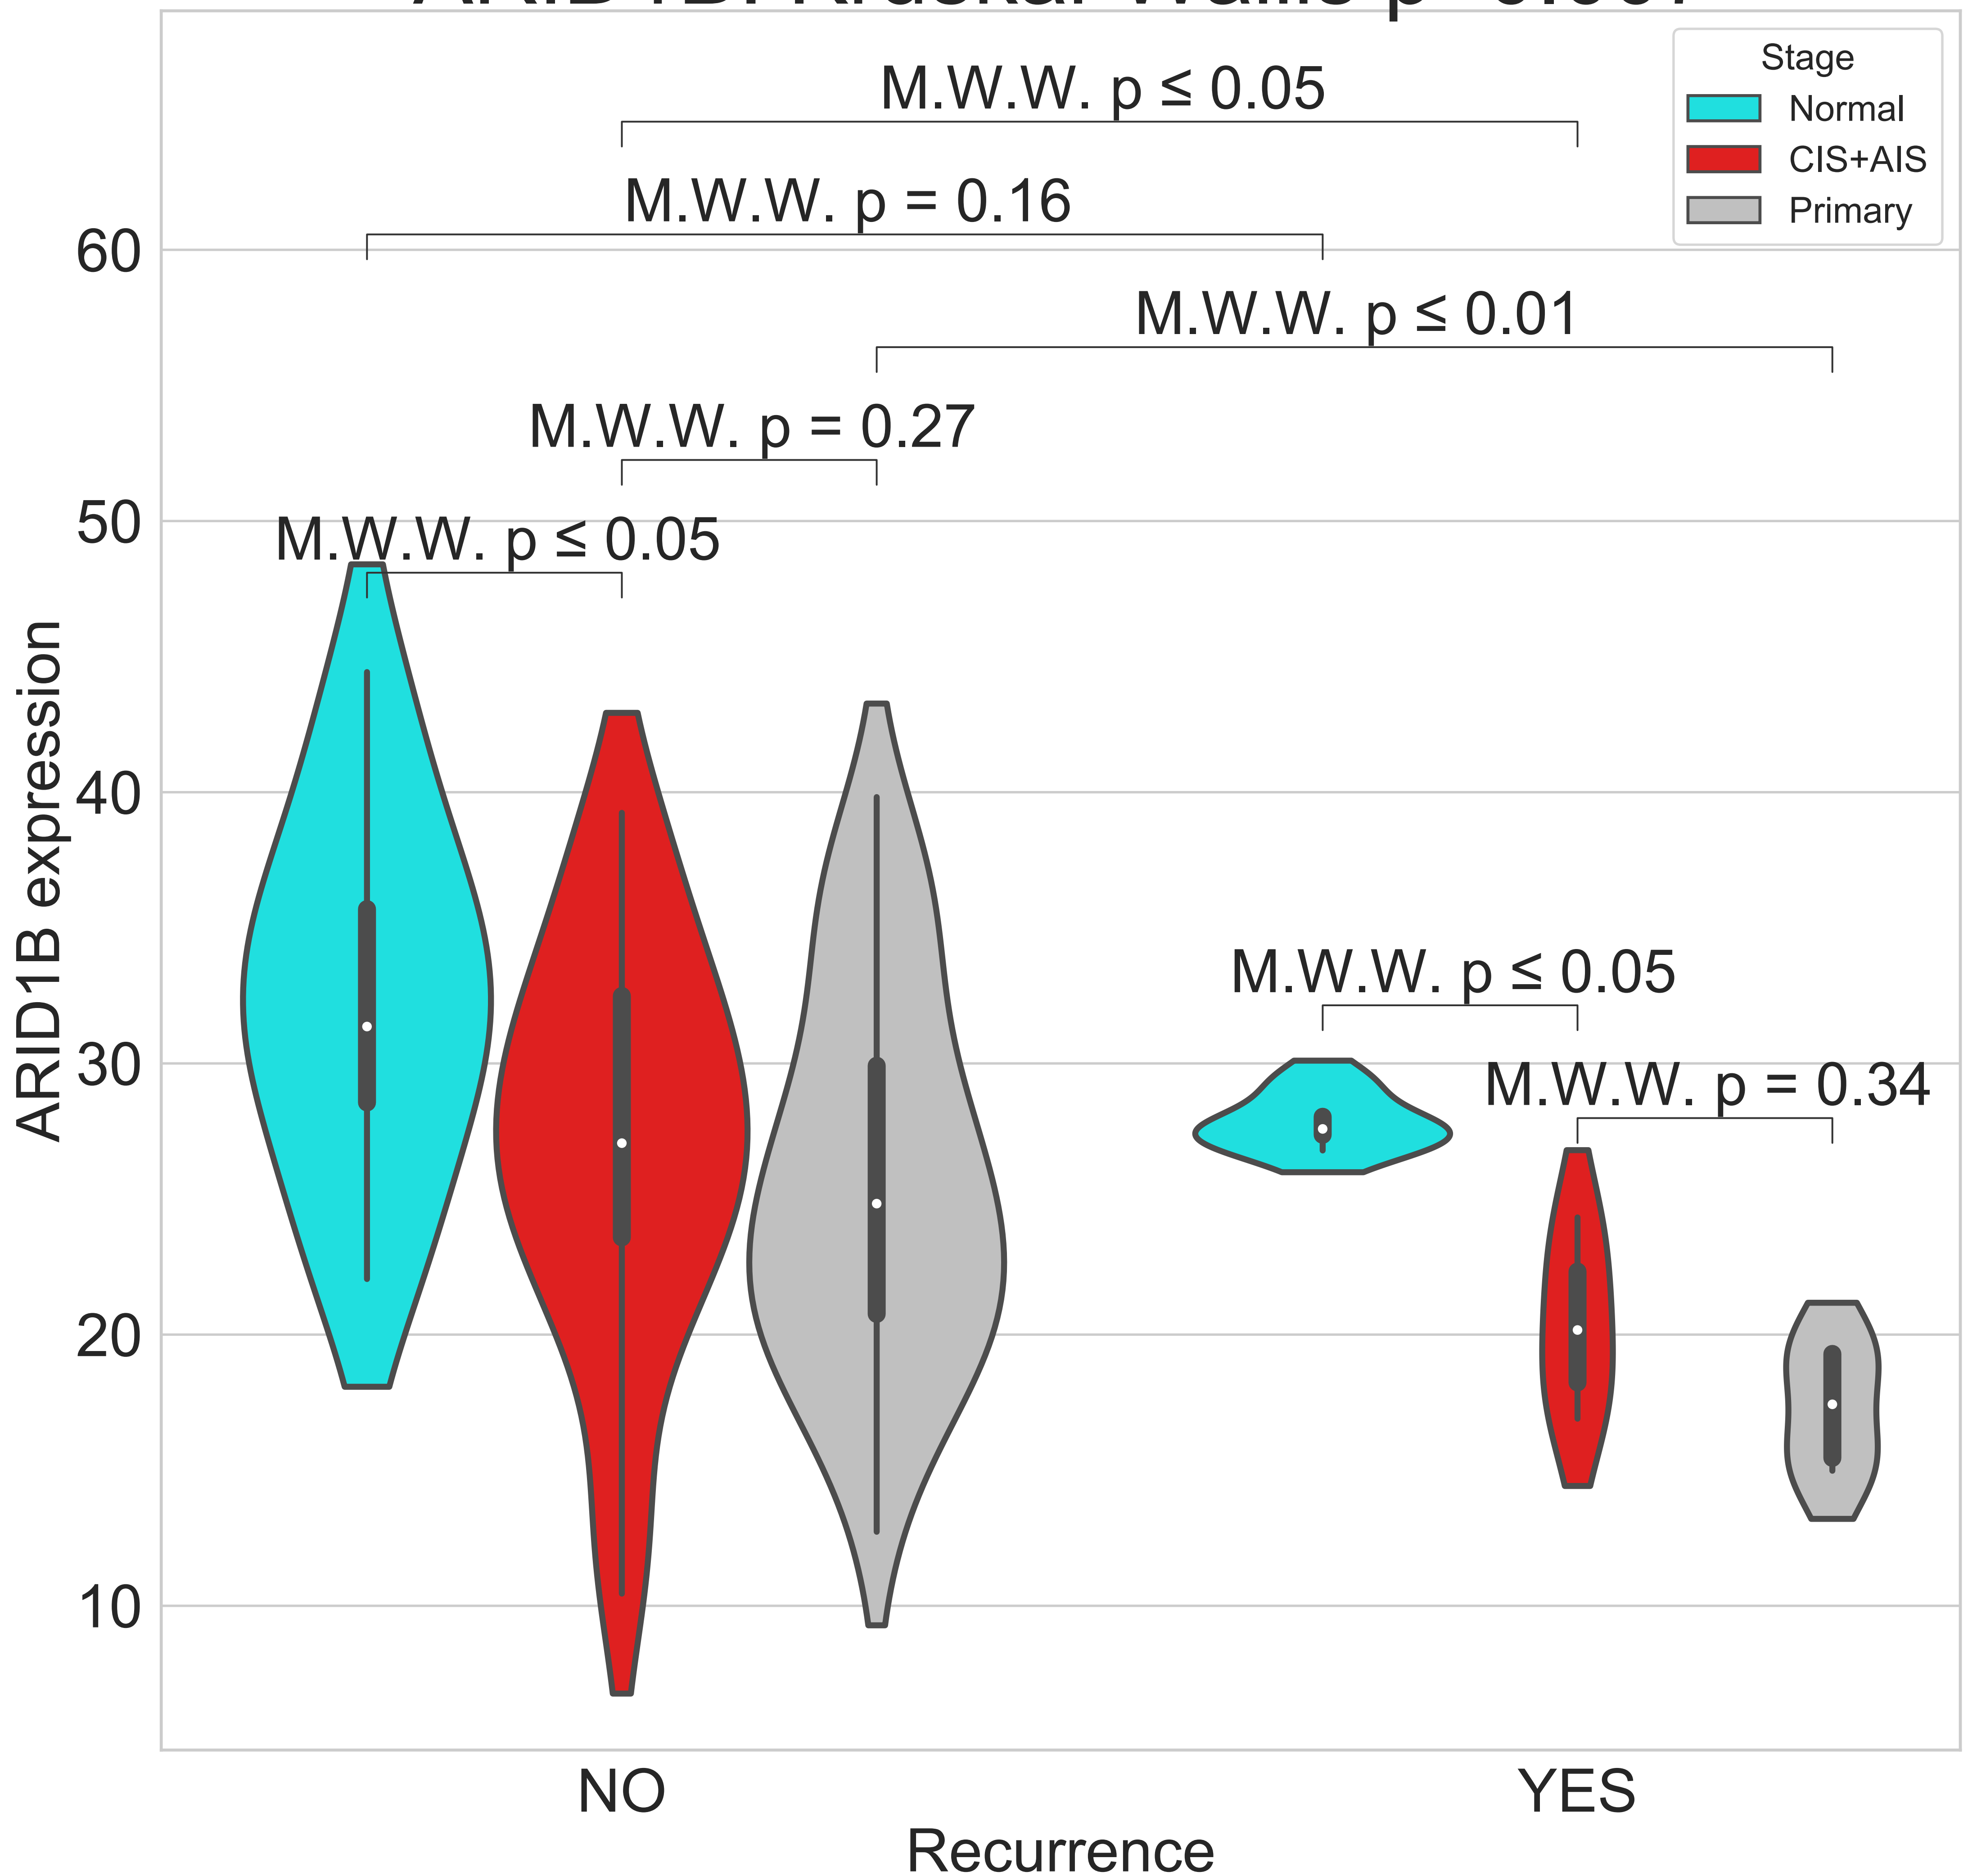 Stage
Normal
CIS+AIS
Primary
M.W.W. p ≤ 0.05
M.W.W. p = 0.16
M.W.W. p ≤ 0.01
M.W.W. p = 0.27
M.W.W. p ≤ 0.05
M.W.W. p ≤ 0.05
M.W.W. p = 0.34
60
50
40
30
20
10
ARID1B expression
NO
YES
Recurrence